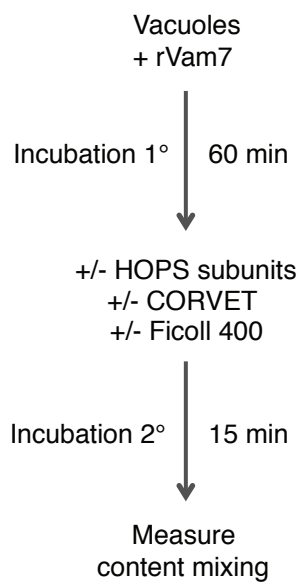 Vacuoles
+ rVam7
Incubation 1° 60 min
+/- HOPS subunits
+/- CORVET
+/- Ficoll 400
Incubation 2° 15 min
Measure
content mixing